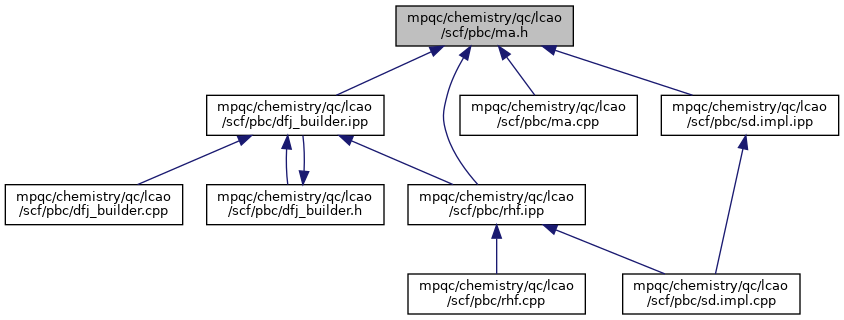 mpqc/chemistry/qc/lcao
/scf/pbc/ma.h
mpqc/chemistry/qc/lcao
/scf/pbc/dfj_builder.ipp
mpqc/chemistry/qc/lcao
/scf/pbc/ma.cpp
mpqc/chemistry/qc/lcao
/scf/pbc/sd.impl.ipp
mpqc/chemistry/qc/lcao
/scf/pbc/dfj_builder.cpp
mpqc/chemistry/qc/lcao
/scf/pbc/dfj_builder.h
mpqc/chemistry/qc/lcao
/scf/pbc/rhf.ipp
mpqc/chemistry/qc/lcao
/scf/pbc/rhf.cpp
mpqc/chemistry/qc/lcao
/scf/pbc/sd.impl.cpp